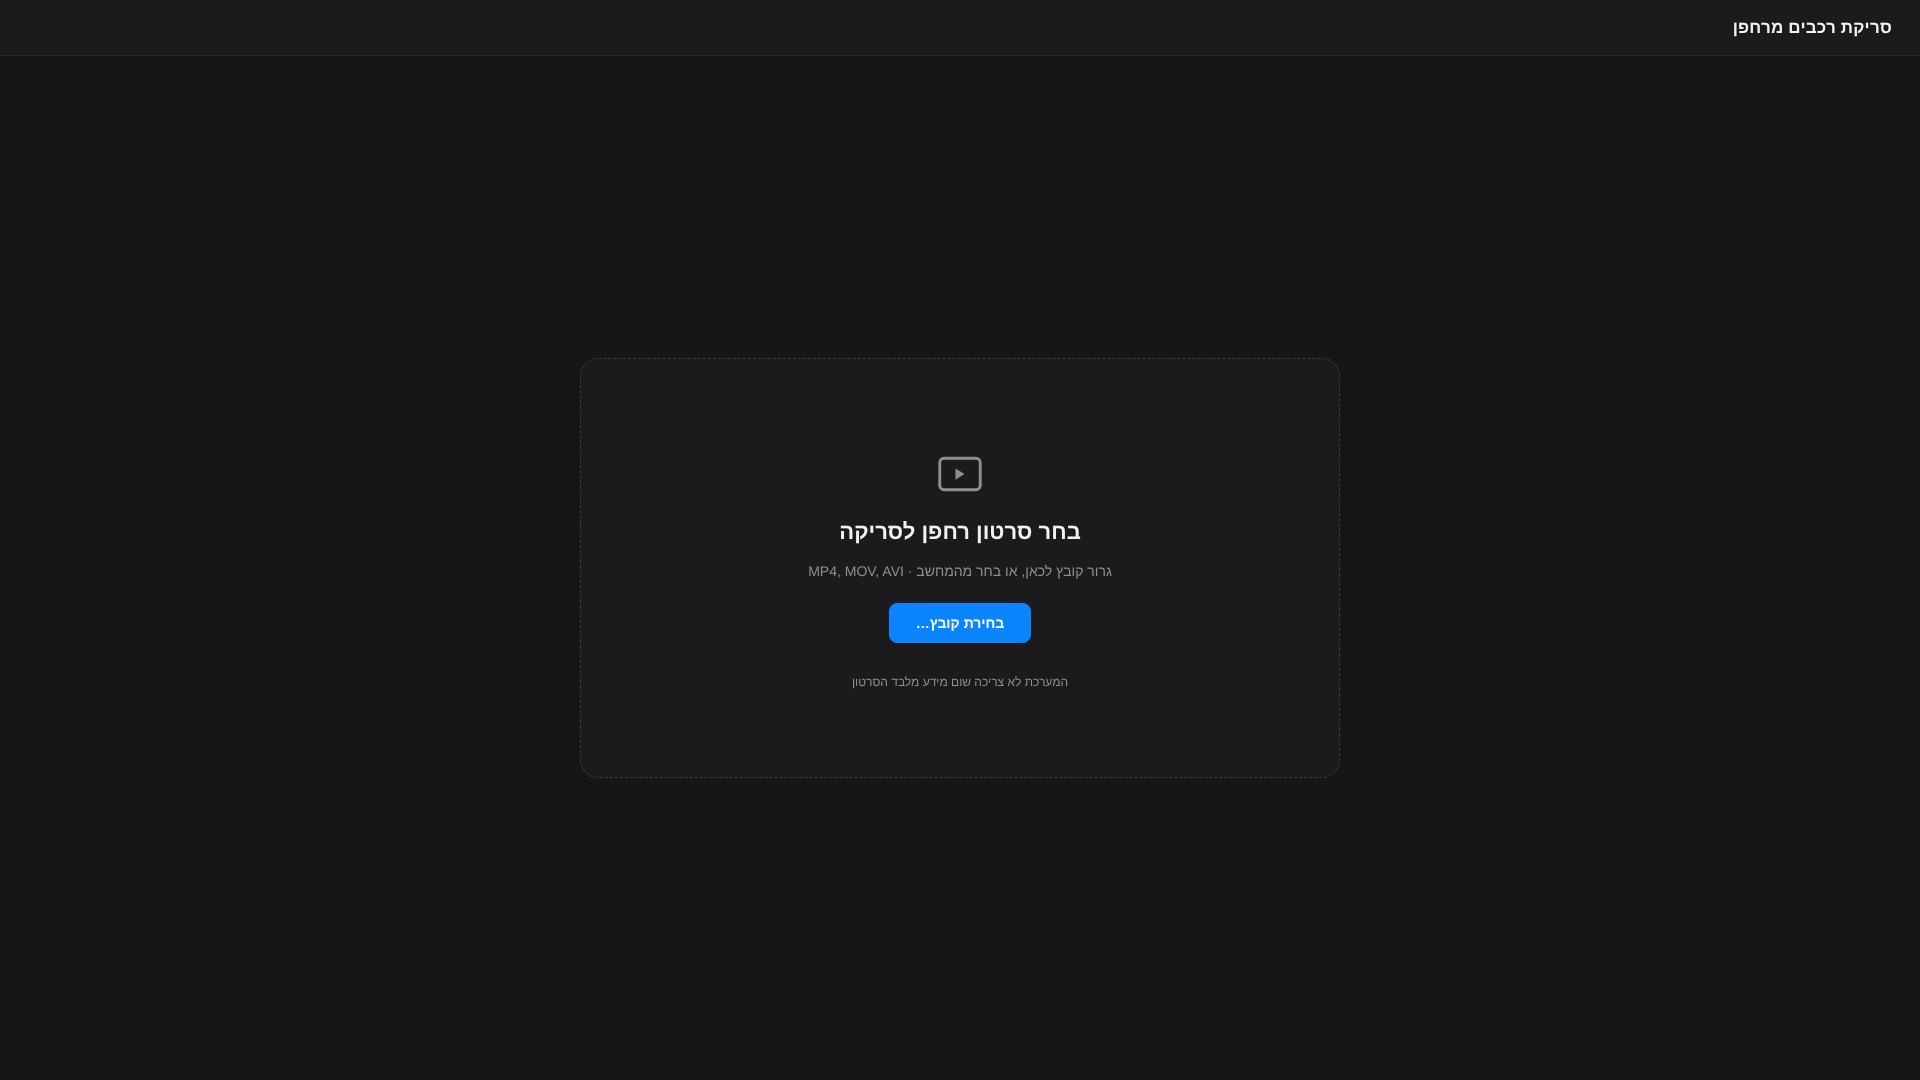 סריקת רכבים מרחפן
בחר סרטון רחפן לסריקה
גרור קובץ לכאן, או בחר מהמחשב · MP4, MOV, AVI
בחירת קובץ...
המערכת לא צריכה שום מידע מלבד הסרטון